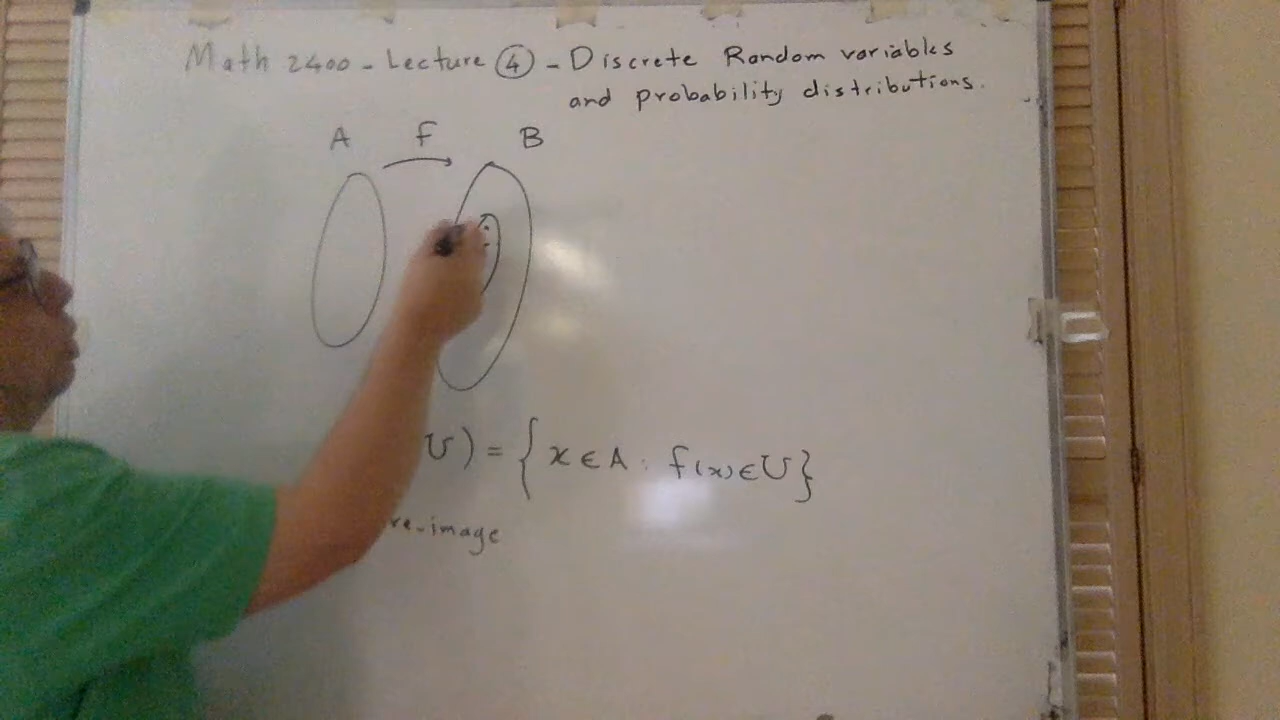 Math 2400 - Lecture ④ - Discrete Random variables
and probability distributions.
A f B
U) = { x ∈ A : f(x) ∈ U}
re-image